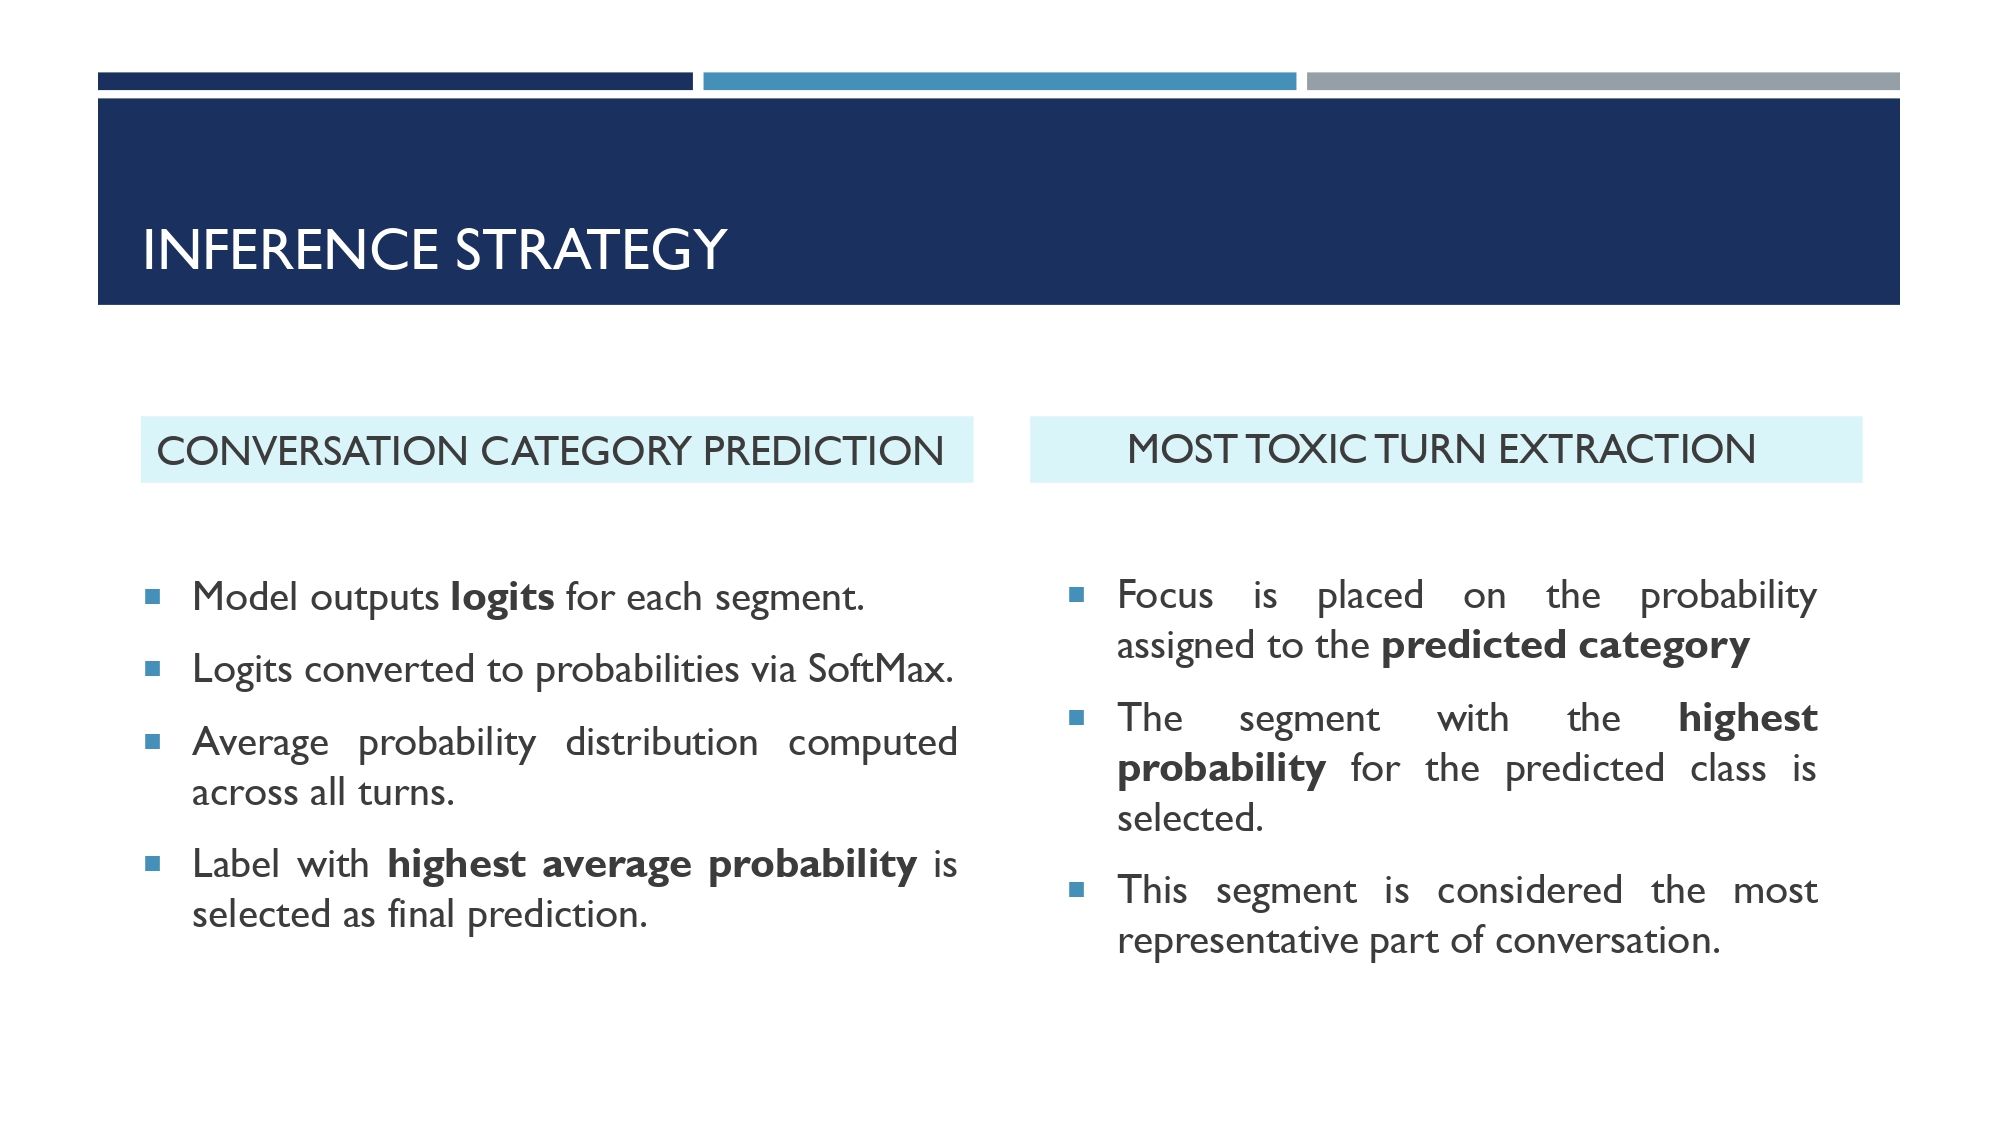 INFERENCE STRATEGY
CONVERSATION CATEGORY PREDICTION
Model outputs logits for each segment.
Logits converted to probabilities via SoftMax.
Average probability distribution computed
across all turns.
Label with highest average probability is
selected as final prediction.
MOST TOXIC TURN EXTRACTION
Focus is placed on the probability
assigned to the predicted category
The segment with the highest
probability for the predicted class is
selected.
This segment is considered the most
representative part of conversation.